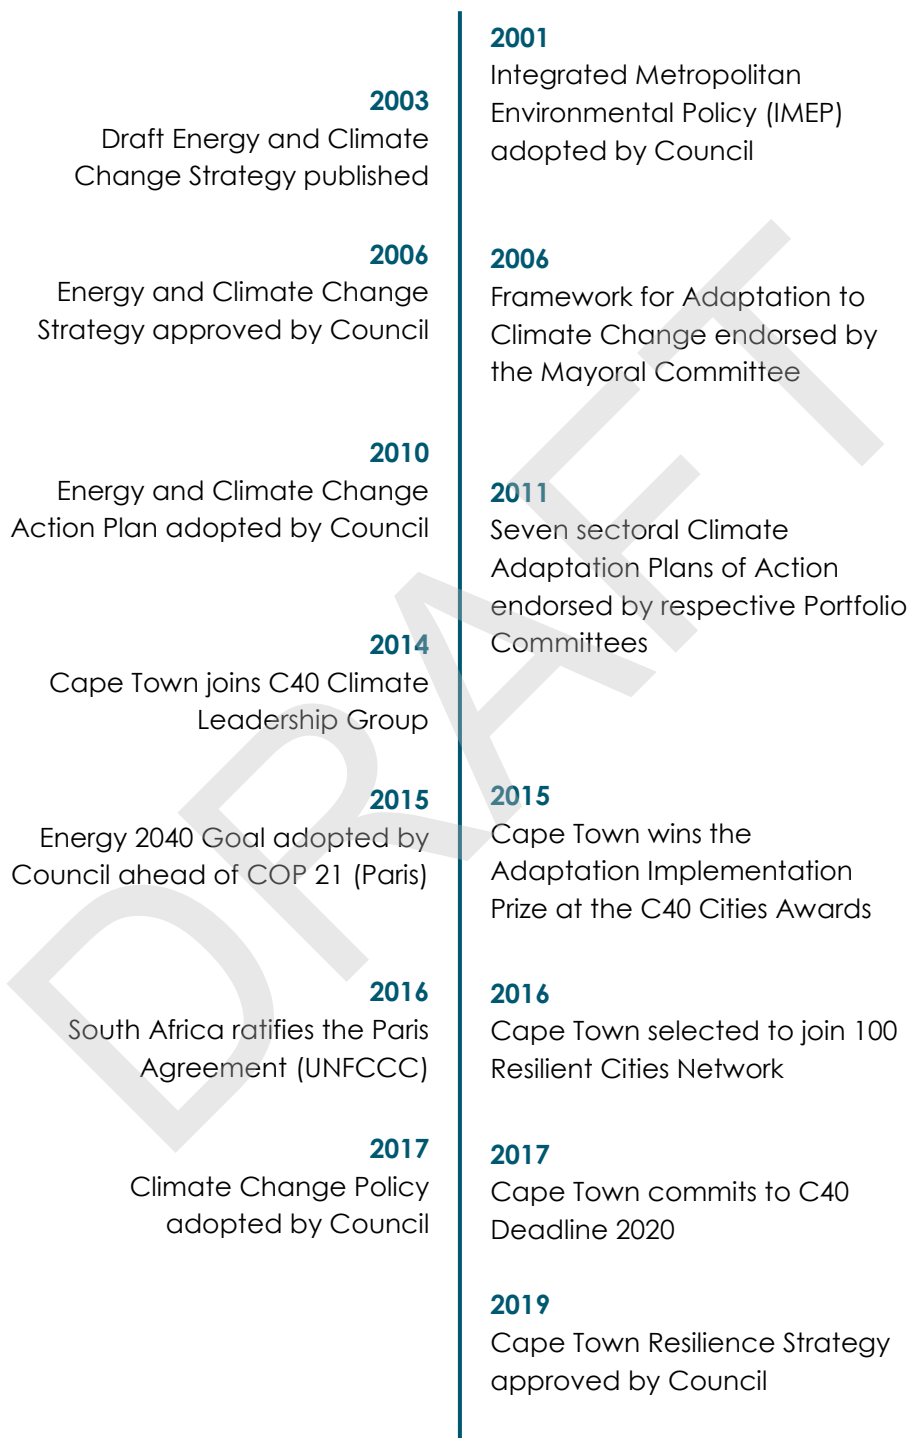 2001
Integrated Metropolitan
Environmental Policy (IMEP)
adopted by Council
2003
Draft Energy and Climate
Change Strategy published
2006
Energy and Climate Change
Strategy approved by Council
2006
Framework for Adaptation to
Climate Change endorsed by
the Mayoral Committee
2010
Energy and Climate Change
Action Plan adopted by Council
2011
Seven sectoral Climate
Adaptation Plans of Action
endorsed by respective Portfolio
Committees
2014
Cape Town joins C40 Climate
Leadership Group
2015
Energy 2040 Goal adopted by
Council ahead of COP 21 (Paris)
2015
Cape Town wins the
Adaptation Implementation
Prize at the C40 Cities Awards
2016
South Africa ratifies the Paris
Agreement (UNFCCC)
2016
Cape Town selected to join 100
Resilient Cities Network
2017
Climate Change Policy
adopted by Council
2017
Cape Town commits to C40
Deadline 2020
2019
Cape Town Resilience Strategy
approved by Council
DRAFT